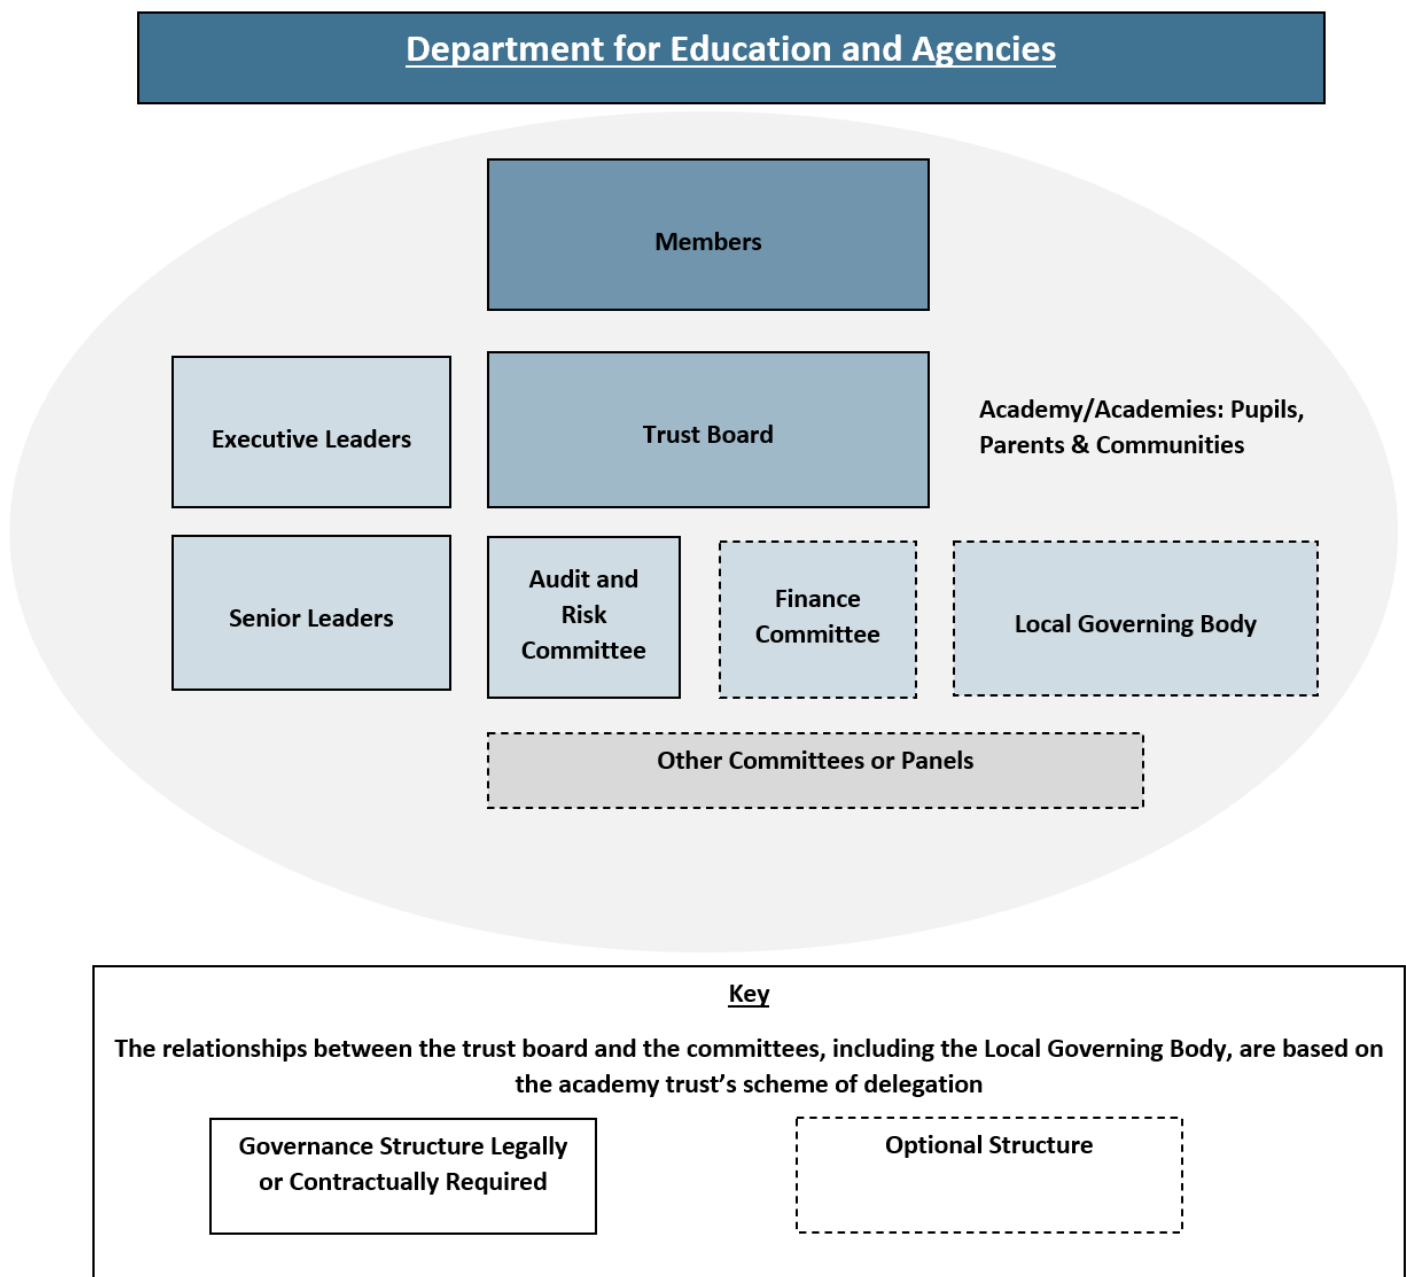 Department for Education and Agencies
Members
Executive Leaders
Trust Board
Academy/Academies: Pupils,
Parents & Communities
Senior Leaders
Audit and
Risk
Committee
Finance
Committee
Local Governing Body
Other Committees or Panels
Key
The relationships between the trust board and the committees, including the Local Governing Body, are based on
the academy trust’s scheme of delegation
Governance Structure Legally
or Contractually Required
Optional Structure